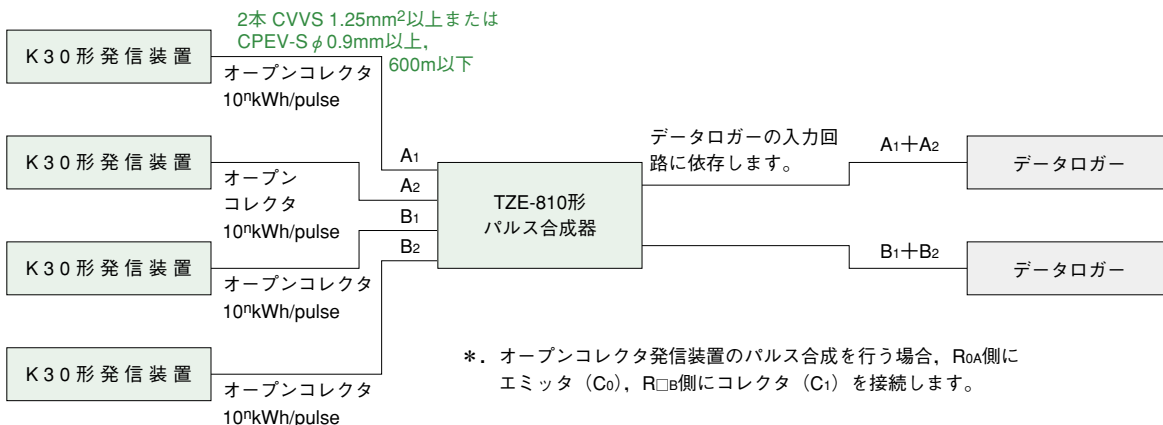 2本 CVVS 1.25mm²以上または
CPEV-Sφ0.9mm以上,
600m以下
K30形発信装置
オープンコレクタ
10ⁿkWh/pulse
K30形発信装置
オープン
コレクタ
10ⁿkWh/pulse
K30形発信装置
オープンコレクタ
10ⁿkWh/pulse
K30形発信装置
オープンコレクタ
10ⁿkWh/pulse
A1
A2
B1
B2
TZE-810形
パルス合成器
データロガーの入力回
路に依存します。
A1＋A2
データロガー
B1＋B2
データロガー
＊．オープンコレクタ発信装置のパルス合成を行う場合，R0A側に
エミッタ（C0），R□B側にコレクタ（C1）を接続します。